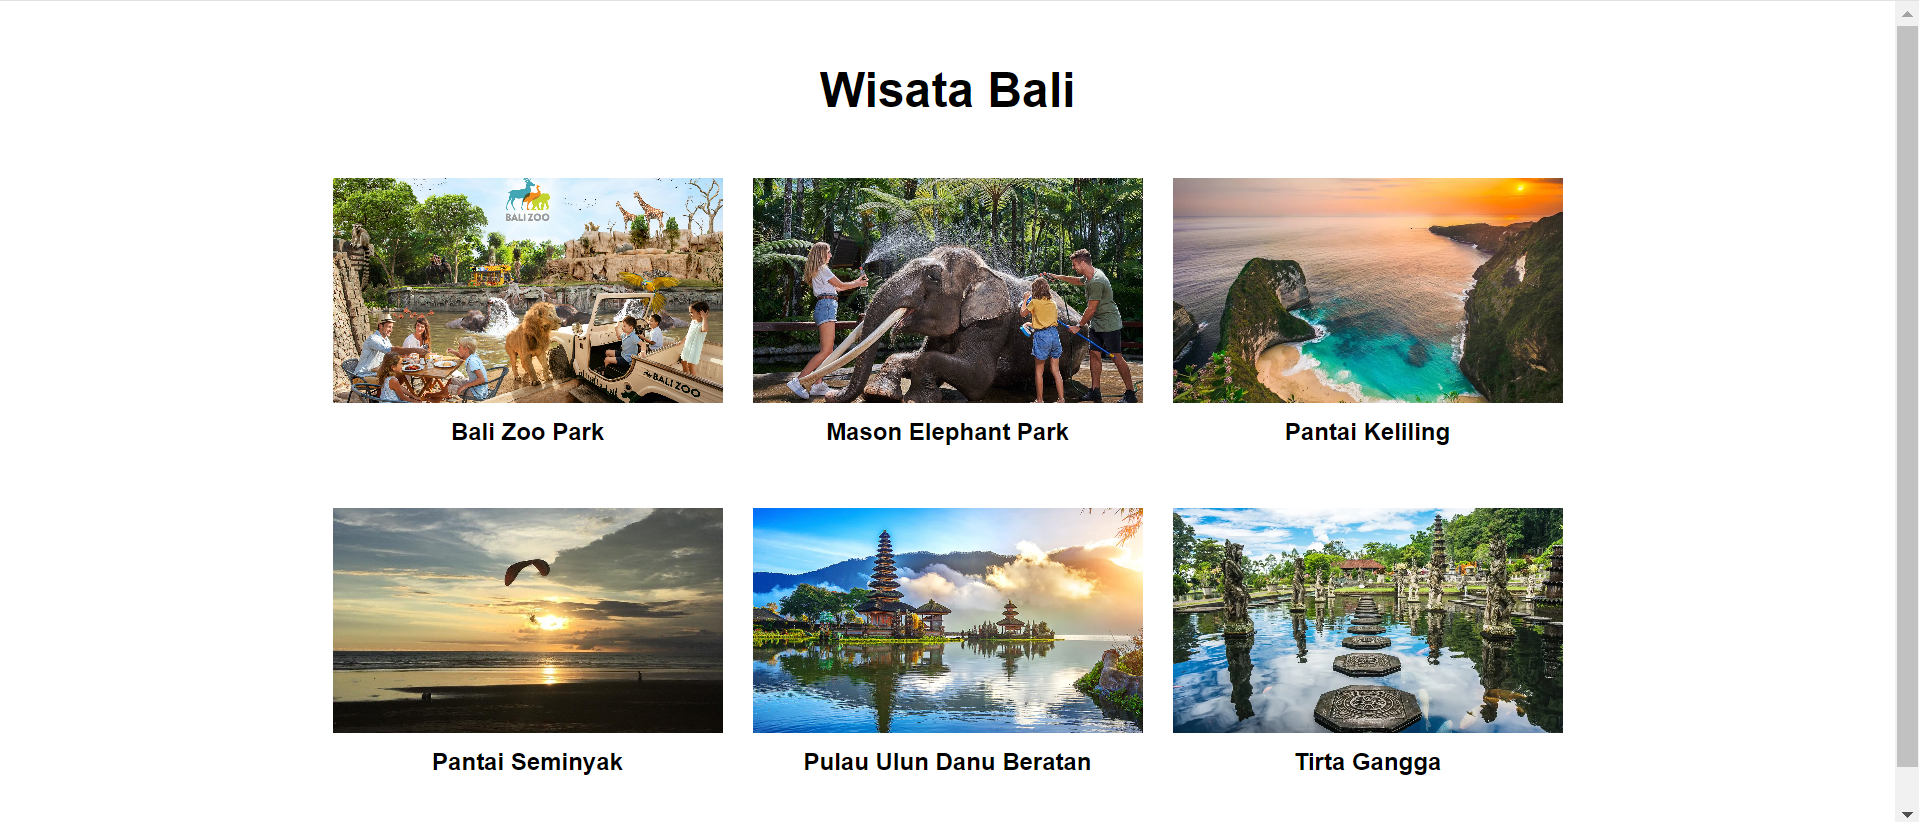 Wisata Bali
BALI ZOO
BALI ZOO
Bali Zoo Park
Mason Elephant Park
Pantai Keliling
Pantai Seminyak
Pulau Ulun Danu Beratan
Tirta Gangga